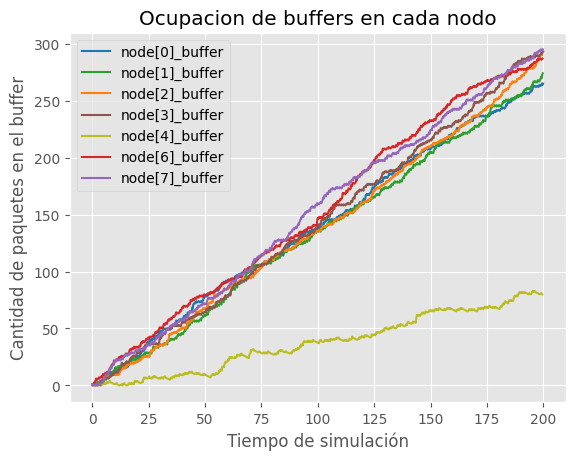 Ocupacion de buffers en cada nodo
node[0]_buffer
node[1]_buffer
node[2]_buffer
node[3]_buffer
node[4]_buffer
node[6]_buffer
node[7]_buffer
Cantidad de paquetes en el buffer
300
250
200
150
100
50
0
0 25 50 75 100 125 150 175 200
Tiempo de simulación